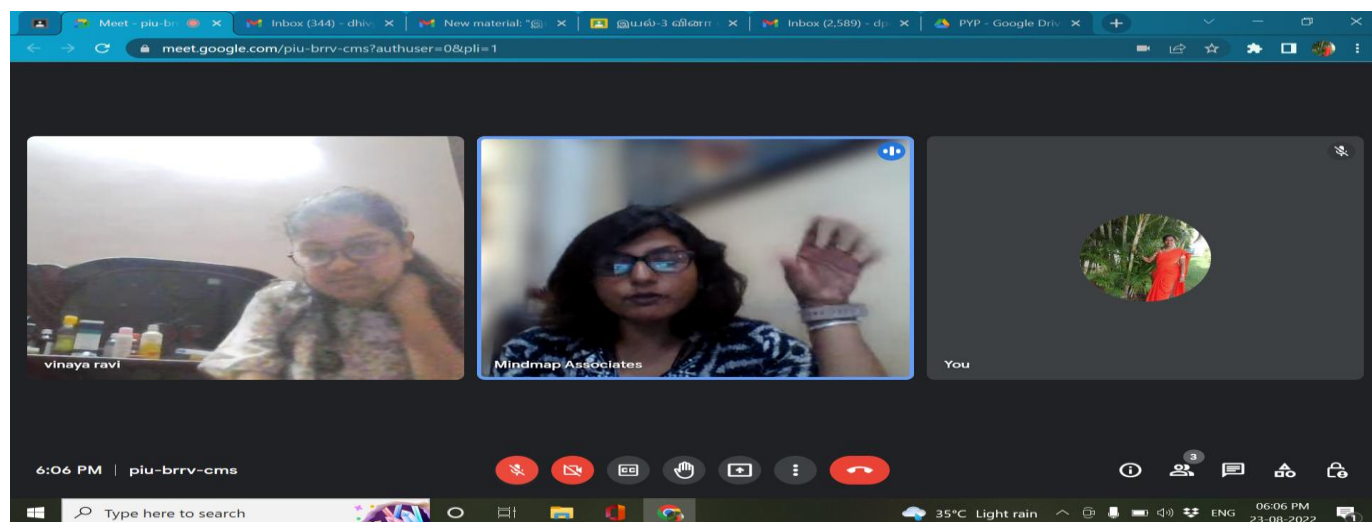 Meet - piu-br
Inbox (344) - dhiv
New material: "இ
இயல்-3 வினா
Inbox (2,589) - dp
PYP - Google Driv
meet.google.com/piu-brrv-cms?authuser=0&pli=1
vinaya ravi
Mindmap Associates
You
6:06 PM | piu-brrv-cms
CC
3
Type here to search
35°C Light rain
ENG
06:06 PM
23-08-2022
1